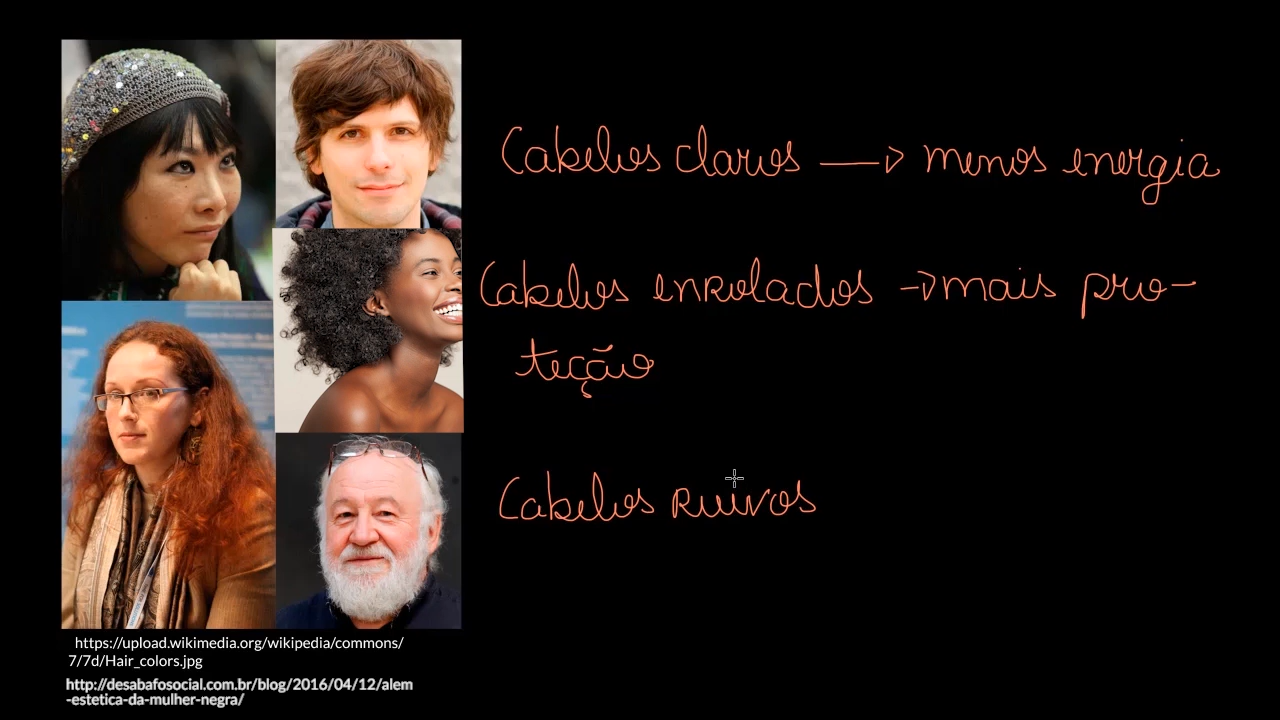 Cabelos claros → menos energia
Cabelos enrolados → mais pro-
teção
Cabelos ruivos
https://upload.wikimedia.org/wikipedia/commons/
7/7d/Hair_colors.jpg
http://desabafosocial.com.br/blog/2016/04/12/alem
-estetica-da-mulher-negra/